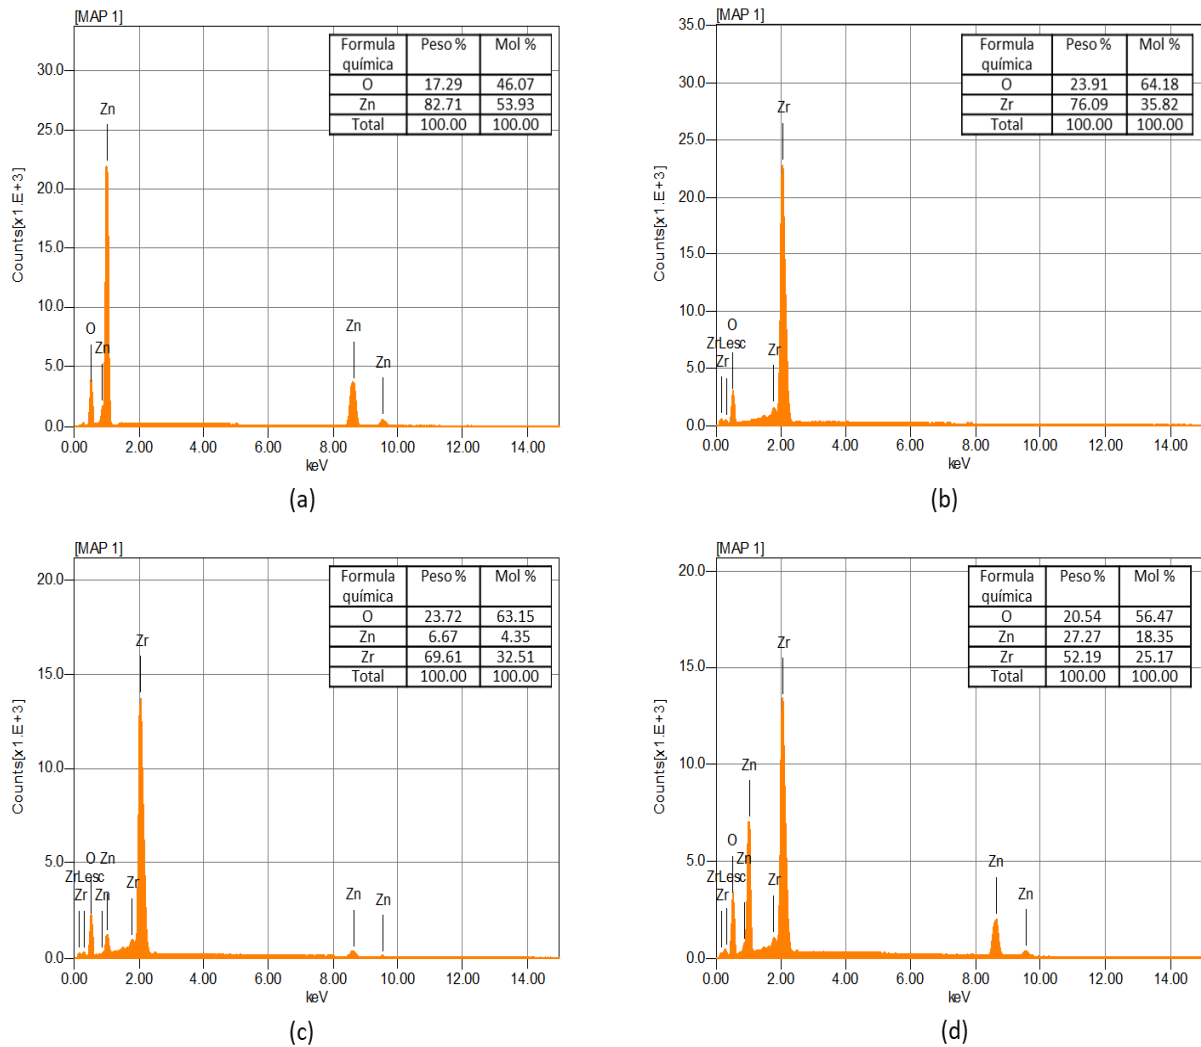 [MAP 1]
Counts[x1.E+3]
30.0
25.0
20.0
15.0
10.0
5.0
0.0
Formula química Peso % Mol %
O 17.29 46.07
Zn 82.71 53.93
Total 100.00 100.00
Zn
O
Zn
Zn
Zn
0.00 2.00 4.00 6.00 8.00 10.00 12.00 14.00
keV
(a)
[MAP 1]
Counts[x1.E+3]
35.0
30.0
25.0
20.0
15.0
10.0
5.0
0.0
Formula química Peso % Mol %
O 23.91 64.18
Zr 76.09 35.82
Total 100.00 100.00
Zr
O
ZrLesc
Zr
Zr
0.00 2.00 4.00 6.00 8.00 10.00 12.00 14.00
keV
(b)
[MAP 1]
Counts[x1.E+3]
20.0
15.0
10.0
5.0
0.0
Formula química Peso % Mol %
O 23.72 63.15
Zn 6.67 4.35
Zr 69.61 32.51
Total 100.00 100.00
Zr
O Zn
ZrLesc
Zr Zn
Zr
Zn
Zn
0.00 2.00 4.00 6.00 8.00 10.00 12.00 14.00
keV
(c)
[MAP 1]
Counts[x1.E+3]
20.0
15.0
10.0
5.0
0.0
Formula química Peso % Mol %
O 20.54 56.47
Zn 27.27 18.35
Zr 52.19 25.17
Total 100.00 100.00
Zr
Zn
O
Zn
ZrLesc
Zr
Zr
Zn
Zn
0.00 2.00 4.00 6.00 8.00 10.00 12.00 14.00
keV
(d)